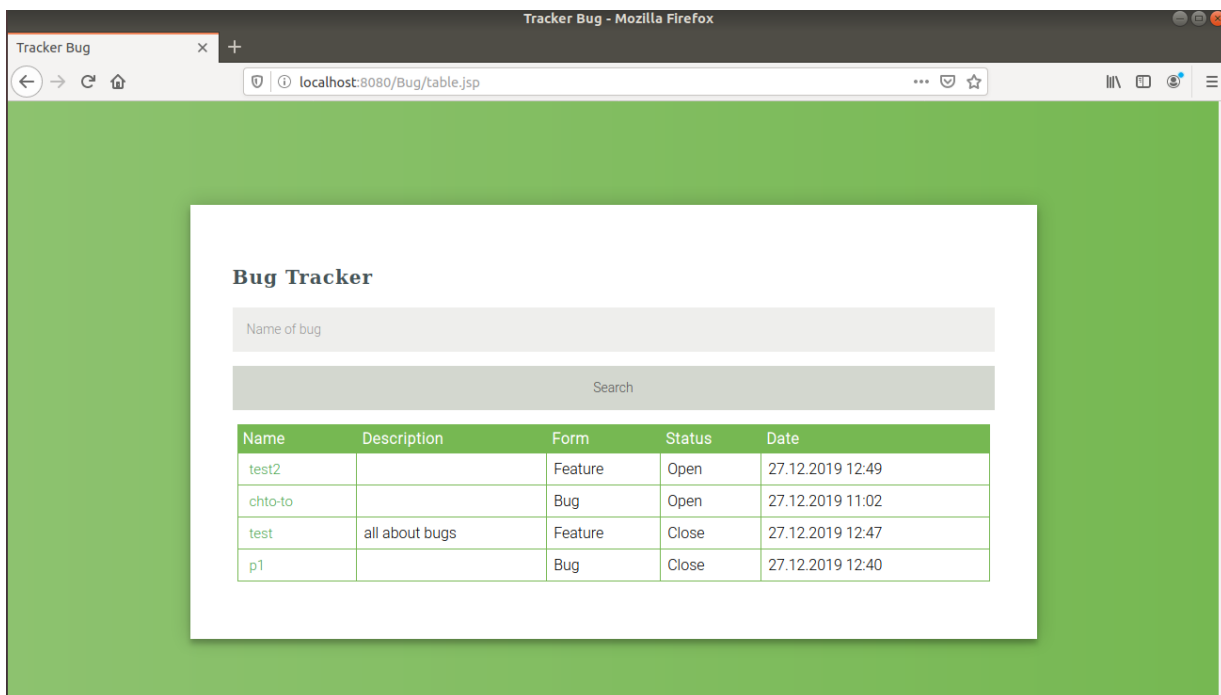 Tracker Bug - Mozilla Firefox
Tracker Bug
localhost:8080/Bug/table.jsp
Bug Tracker
Name of bug
Search
Name Description Form Status Date
test2 Feature Open 27.12.2019 12:49
chto-to Bug Open 27.12.2019 11:02
test all about bugs Feature Close 27.12.2019 12:47
p1 Bug Close 27.12.2019 12:40